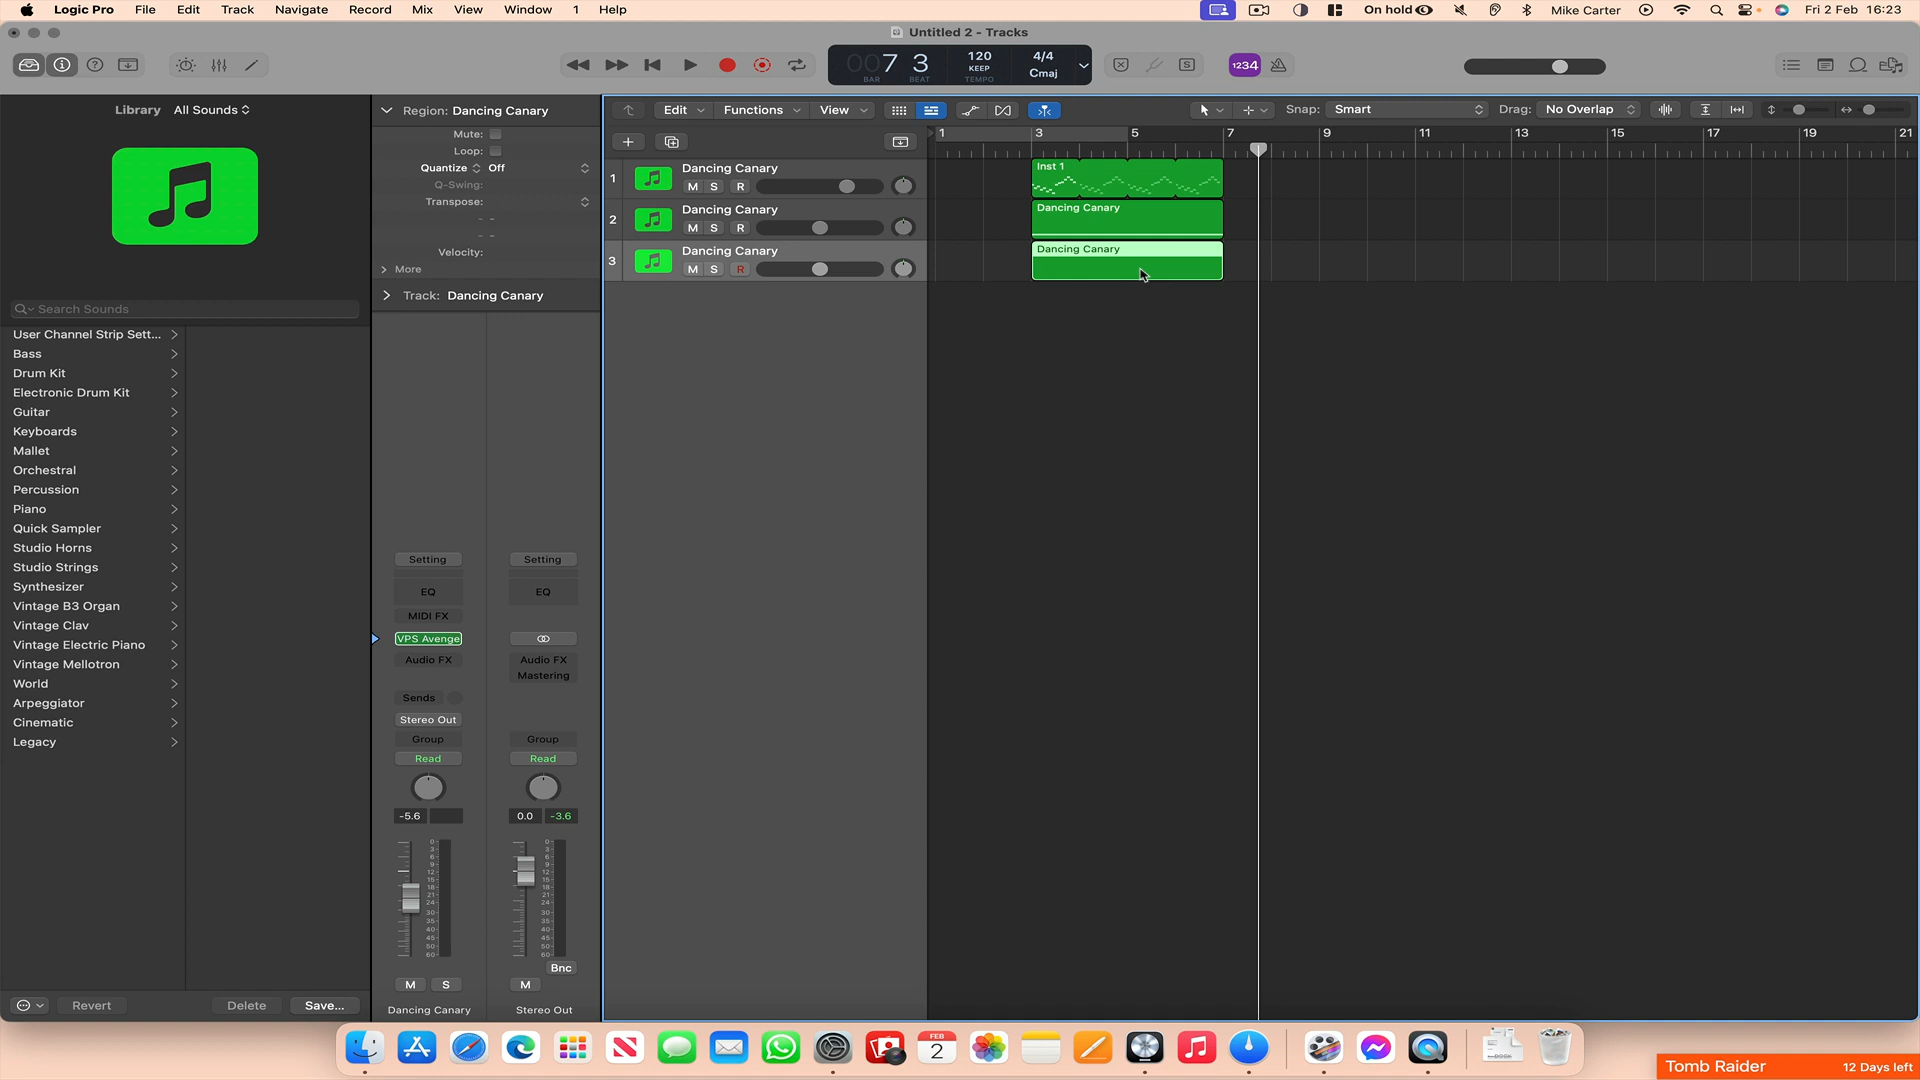 Logic Pro File Edit Track Navigate Record Mix View Window 1 Help
On hold Mike Carter Fri 2 Feb 16:23
Untitled 2 - Tracks
007 3
BAR BEAT
120
KEEP
TEMPO
4/4
Cmaj
1234
Library All Sounds
Search Sounds
User Channel Strip Sett...
Bass
Drum Kit
Electronic Drum Kit
Guitar
Keyboards
Mallet
Orchestral
Percussion
Piano
Quick Sampler
Studio Horns
Studio Strings
Synthesizer
Vintage B3 Organ
Vintage Clav
Vintage Electric Piano
Vintage Mellotron
World
Arpeggiator
Cinematic
Legacy
Revert Delete Save...
Region: Dancing Canary
Mute:
Loop:
Quantize Off
Q-Swing:
Transpose:
Velocity:
More
Track: Dancing Canary
Setting Setting
EQ EQ
MIDI FX
VPS Avenge
Audio FX Audio FX
Mastering
Sends
Stereo Out
Group Group
Read Read
-5.6 0.0 -3.6
Bnc
M S M
Dancing Canary Stereo Out
Edit Functions View Snap: Smart Drag: No Overlap
1 3 5 7 9 11 13 15 17 19 21
1 Dancing Canary
M S R
2 Dancing Canary
M S R
3 Dancing Canary
M S R
Inst 1
Dancing Canary
Dancing Canary
FEB
2
Tomb Raider 12 Days left